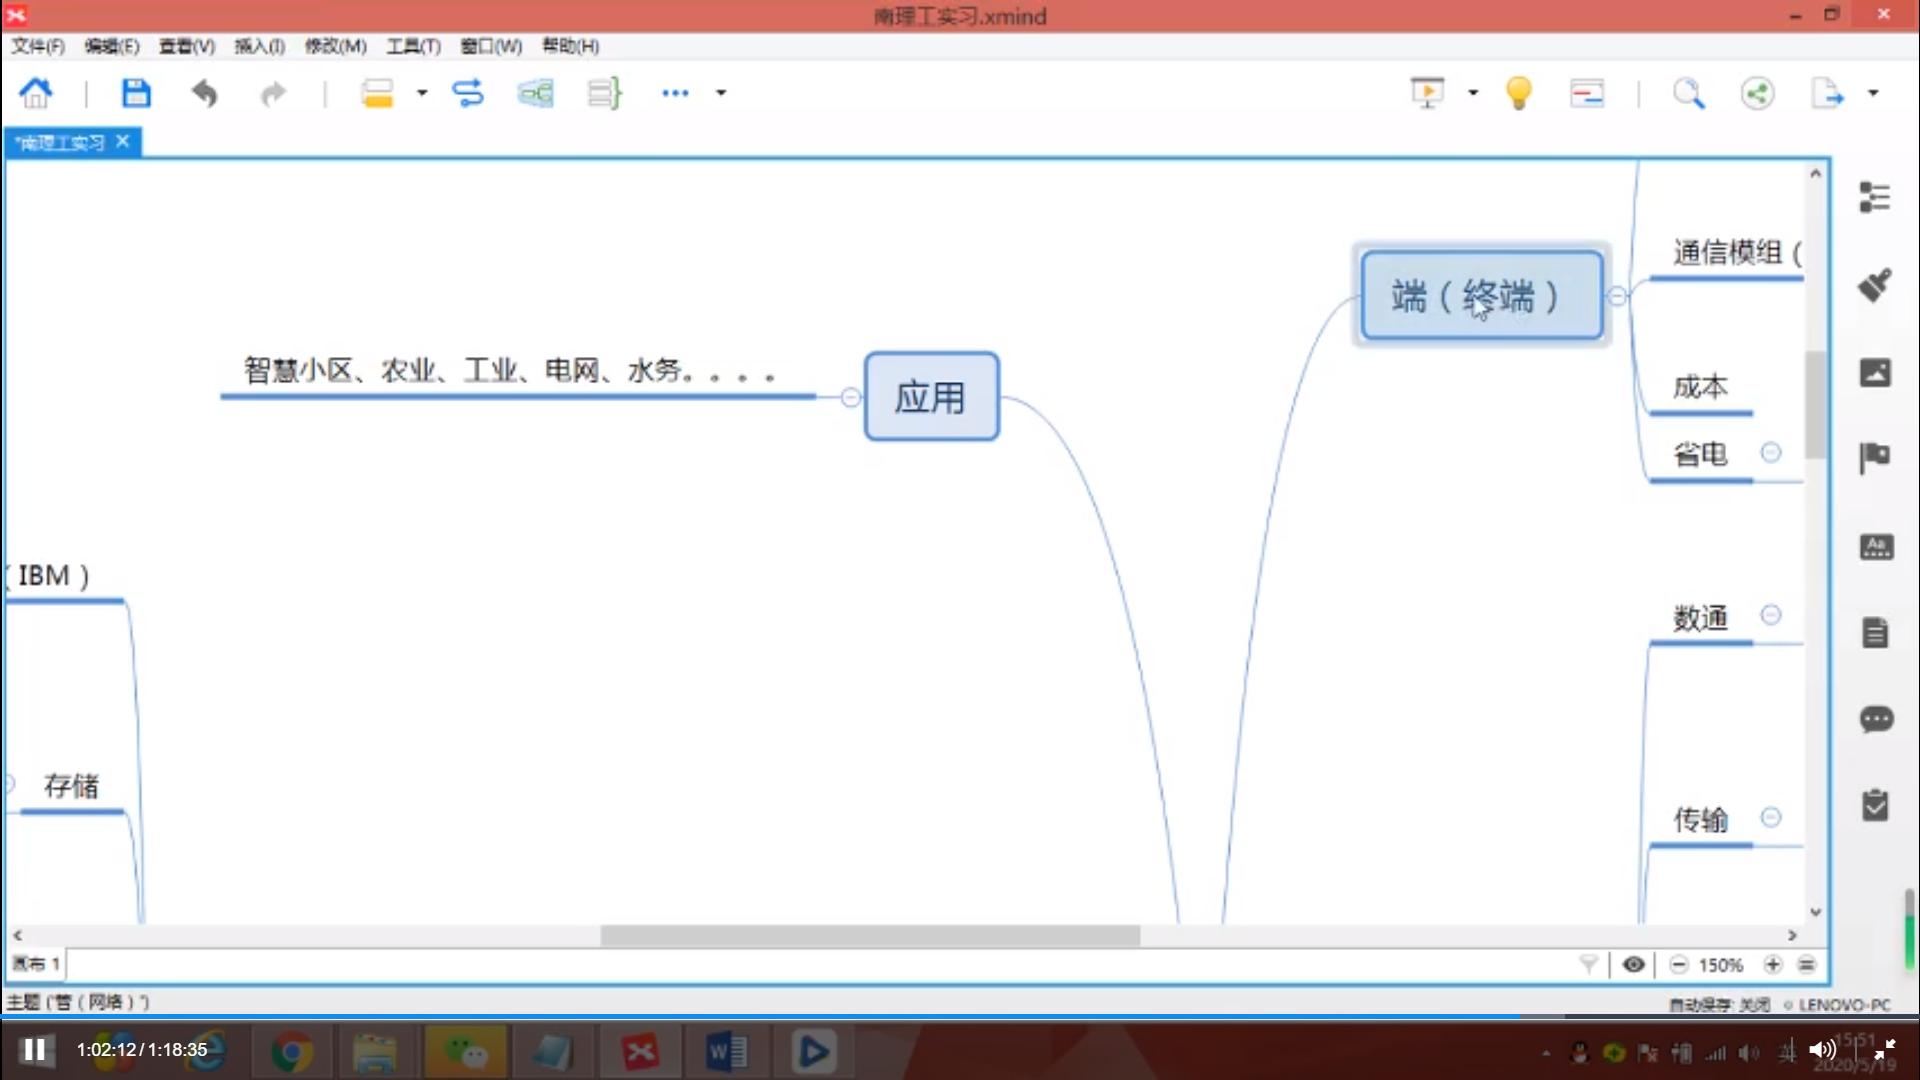 南理工实习.xmind
文件(F) 编辑(E) 查看(V) 插入(I) 修改(M) 工具(T) 窗口(W) 帮助(H)
*南理工实习
通信模组（
端（终端）
智慧小区、农业、工业、电网、水务。。。。
应用
成本
省电
（IBM）
数通
存储
传输
画布 1
150%
主题 ('管（网络）')
自动保存: 关闭
LENOVO-PC
1:02:12 / 1:18:35
英
15:51
2020/5/19